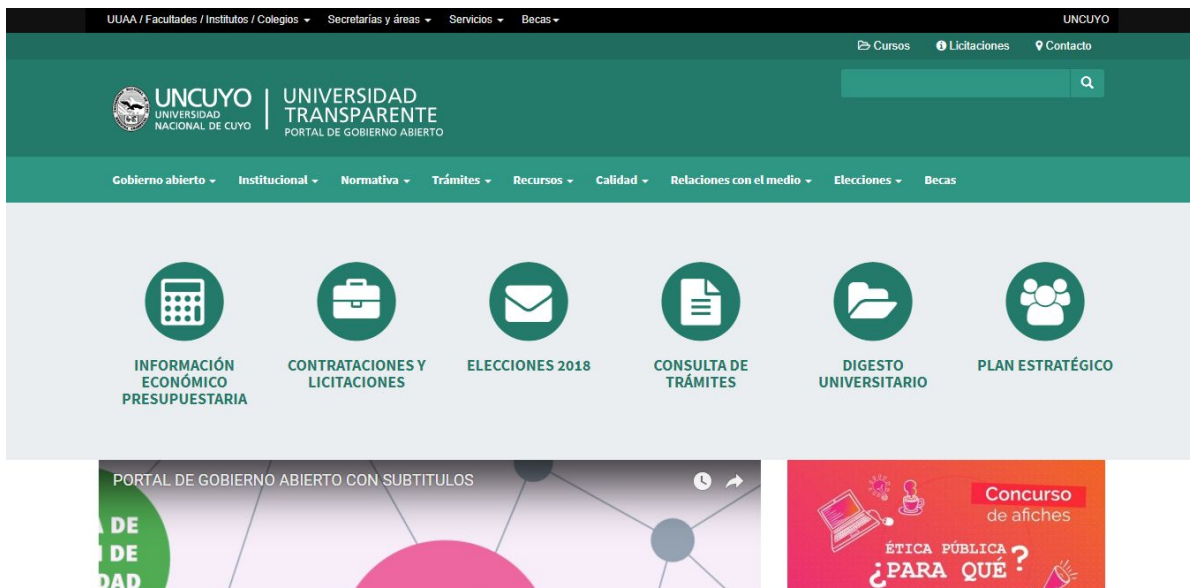 UUAA / Facultades / Institutos / Colegios Secretarías y áreas Servicios Becas UNCUYO
Cursos Licitaciones Contacto
UNCUYO
UNIVERSIDAD
NACIONAL DE CUYO
UNIVERSIDAD
TRANSPARENTE
PORTAL DE GOBIERNO ABIERTO
Gobierno abierto Institucional Normativa Trámites Recursos Calidad Relaciones con el medio Elecciones Becas
INFORMACIÓN
ECONÓMICO
PRESUPUESTARIA
CONTRATACIONES Y
LICITACIONES
ELECCIONES 2018
CONSULTA DE
TRÁMITES
DIGESTO
UNIVERSITARIO
PLAN ESTRATÉGICO
PORTAL DE GOBIERNO ABIERTO CON SUBTITULOS
DE
DE
DAD
Concurso
de afiches
ÉTICA PÚBLICA
¿PARA QUÉ?